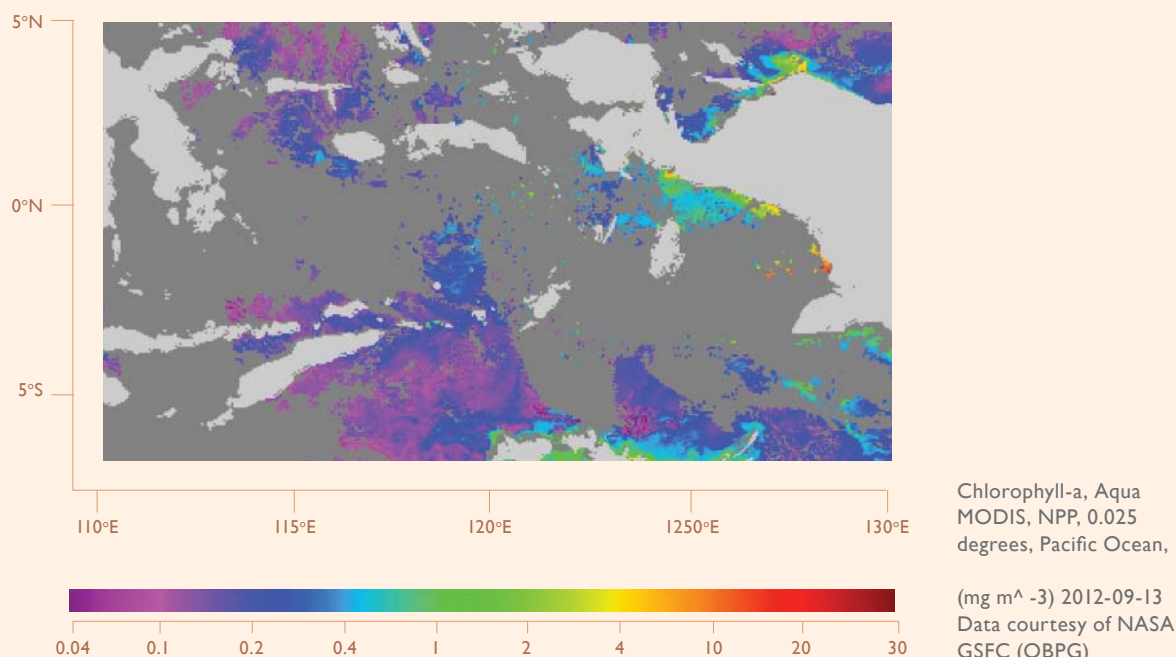 5°N
0°N
5°S
110°E 115°E 120°E 1250°E 130°E
Chlorophyll-a, Aqua
MODIS, NPP, 0.025
degrees, Pacific Ocean,
(mg m^ -3) 2012-09-13
Data courtesy of NASA
GSFC (OBPG)
0.04 0.1 0.2 0.4 1 2 4 10 20 30